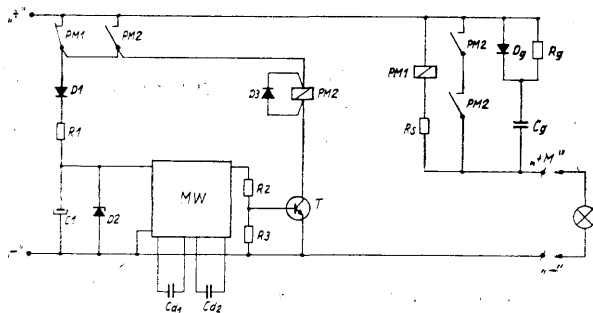 „+"
PM1
PM2
D1
R1
D3
PM2
PM1
Rs
PM2
PM2
Dg
Rg
Cg
„+M"
C1
D2
MW
R2
R3
T
„-"
„-"
Cd1
Cd2